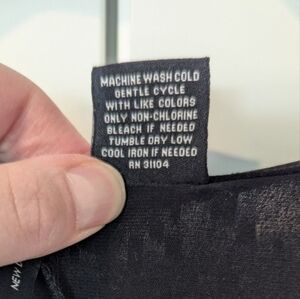 MACHINE WASH COLD
GENTLE CYCLE
WITH LIKE COLORS
ONLY NON-CHLORINE
BLEACH IF NEEDED
TUMBLE DRY LOW
COOL IRON IF NEEDED
RN 31104
NEW